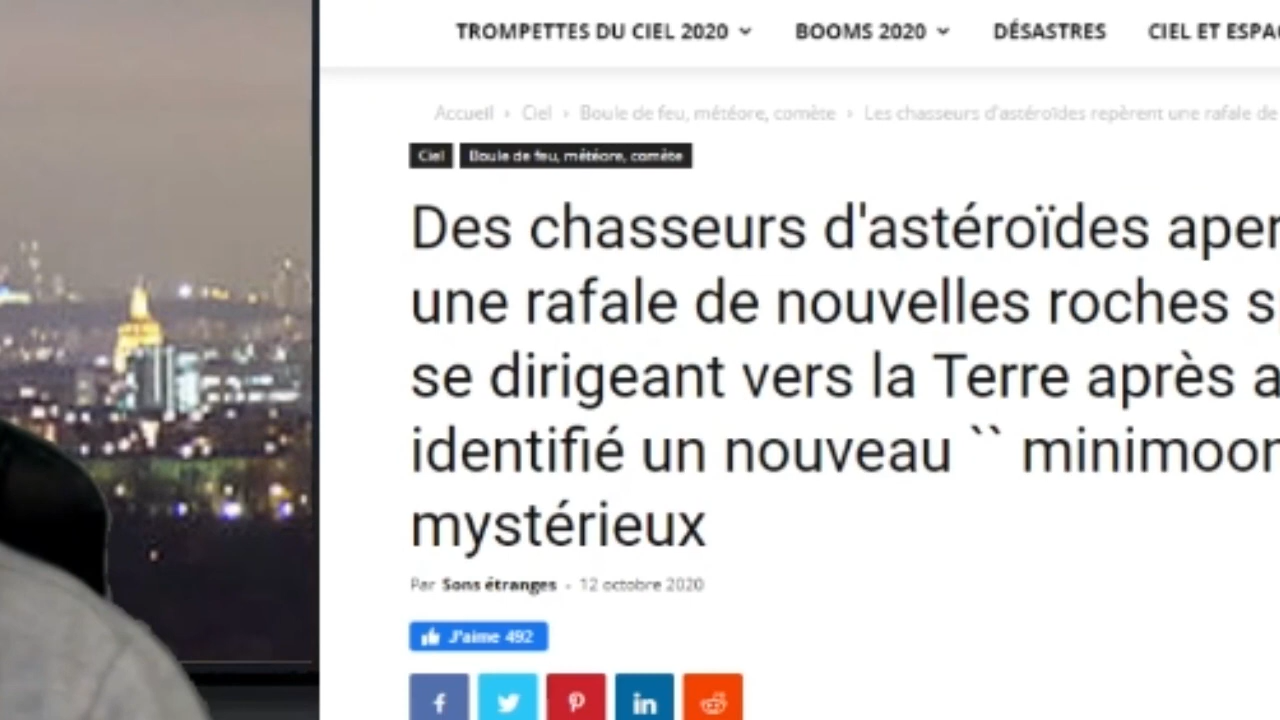 TROMPETTES DU CIEL 2020 BOOMS 2020 DÉSASTRES CIEL ET ESPA
Accueil › Ciel › Boule de feu, météore, comète › Les chasseurs d'astéroïdes repèrent une rafale de
Ciel Boule de feu, météore, comète
Des chasseurs d'astéroïdes aper
une rafale de nouvelles roches s
se dirigeant vers la Terre après a
identifié un nouveau `` minimoon
mystérieux
Par Sons étranges - 12 octobre 2020
J'aime 492